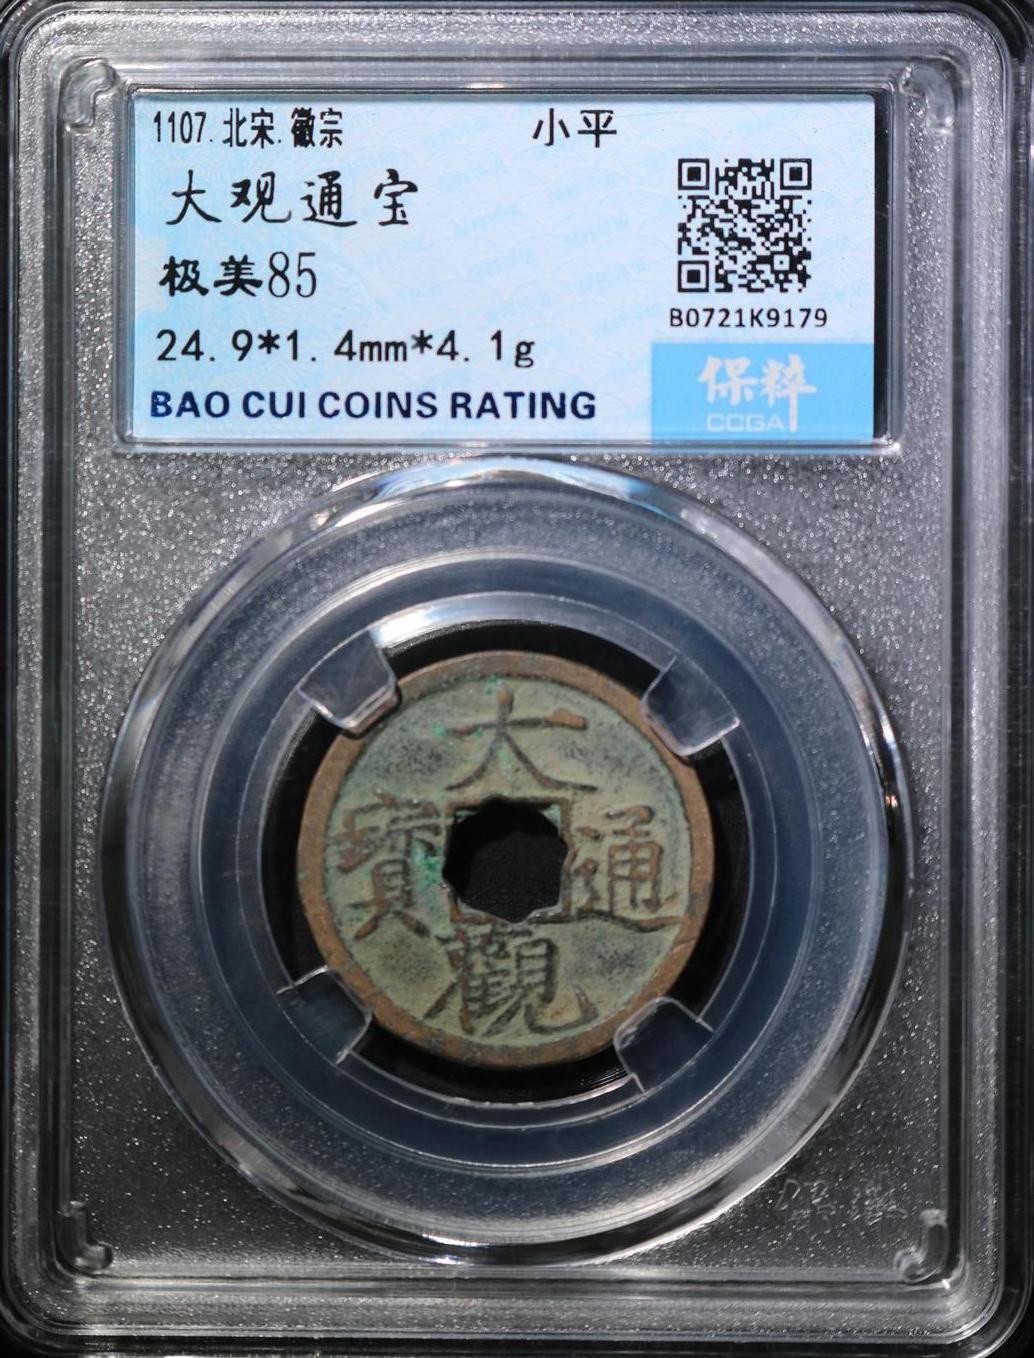 1107.北宋.徽宗 小平
大观通宝
极美85
B0721K9179
24.9*1.4mm*4.1g
保粹
CCGA
BAO CUI COINS RATING
大
寳 通
觀